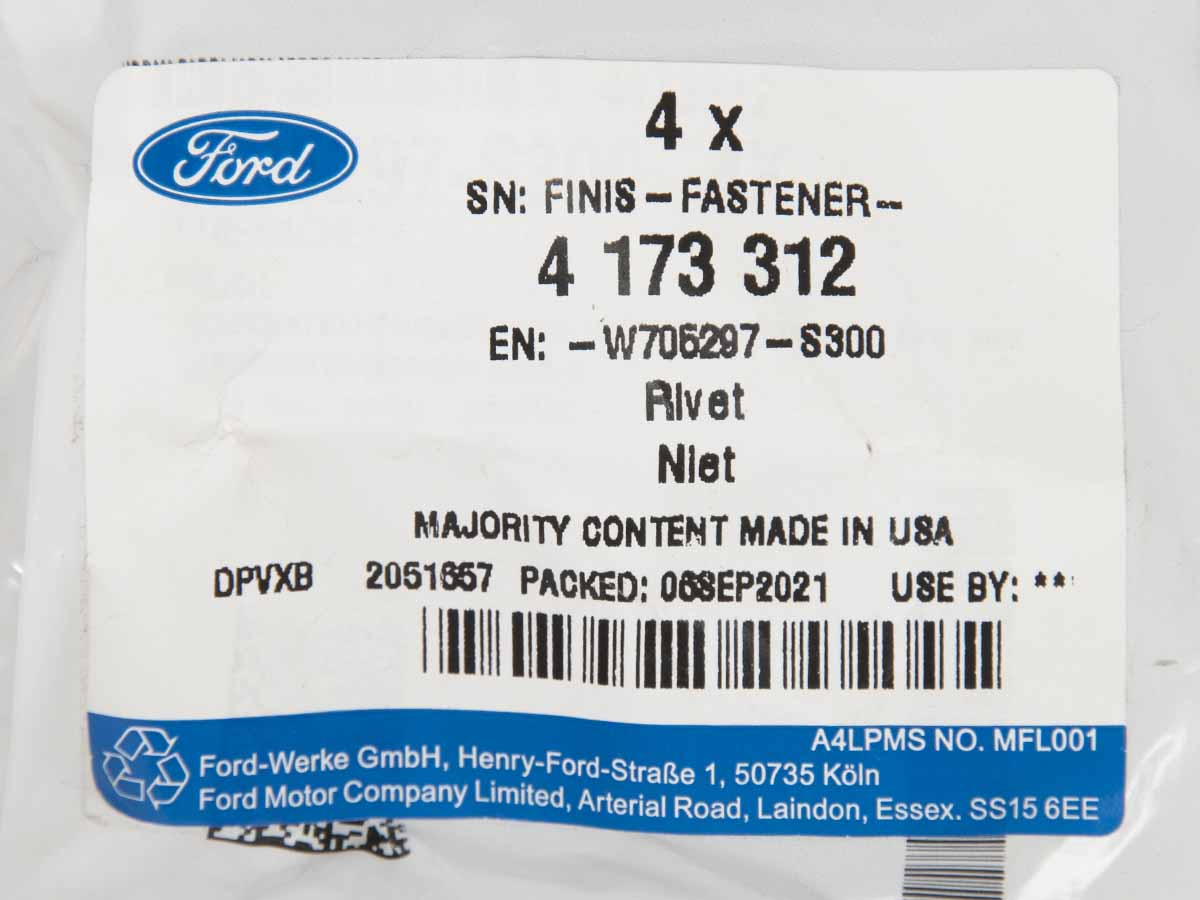 Ford
4 x
SN: FINIS-FASTENER-
4 173 312
EN: -W705297-S300
Rivet
Niet
MAJORITY CONTENT MADE IN USA
DPVXB 2051657 PACKED: 06SEP2021 USE BY: **
A4LPMS NO. MFL001
Ford-Werke GmbH, Henry-Ford-Straße 1, 50735 Köln
Ford Motor Company Limited, Arterial Road, Laindon, Essex. SS15 6EE